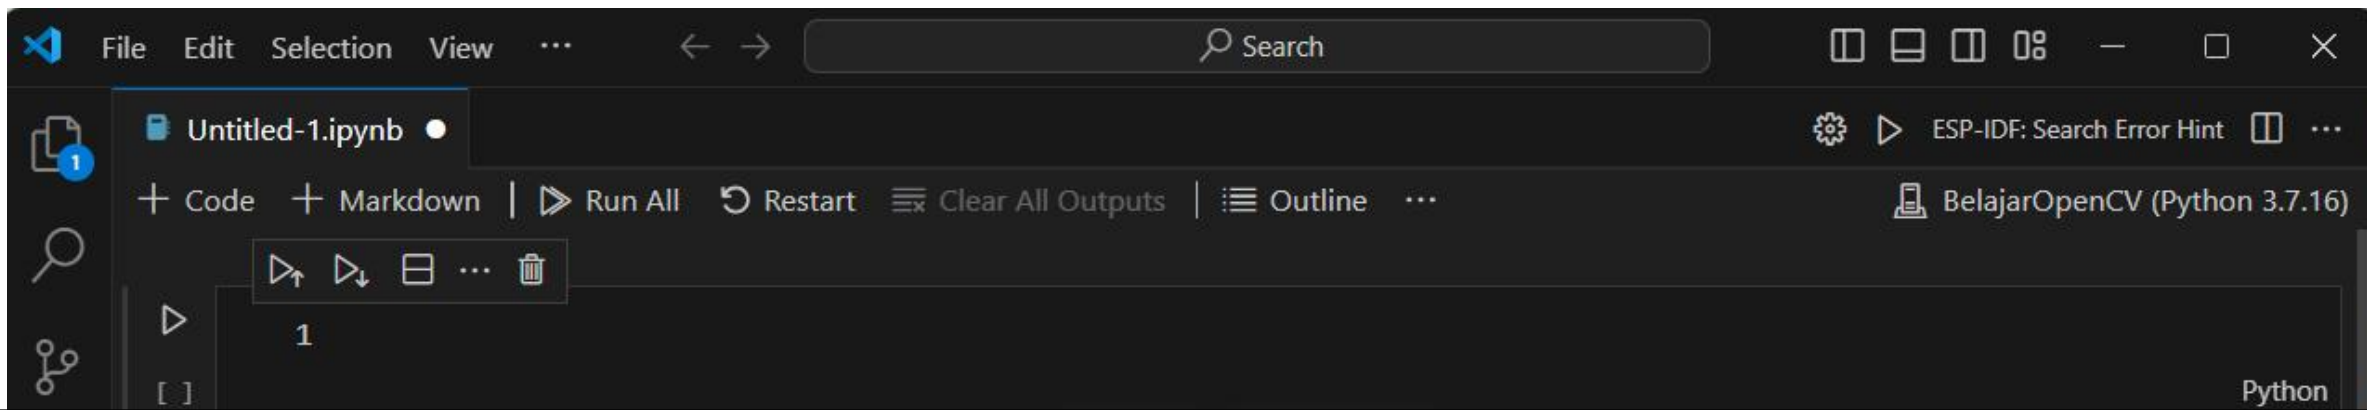 File Edit Selection View ··· Search
Untitled-1.ipynb ESP-IDF: Search Error Hint ···
1
Code Markdown Run All Restart Clear All Outputs Outline ··· BelajarOpenCV (Python 3.7.16)
···
1
[ ]
Python